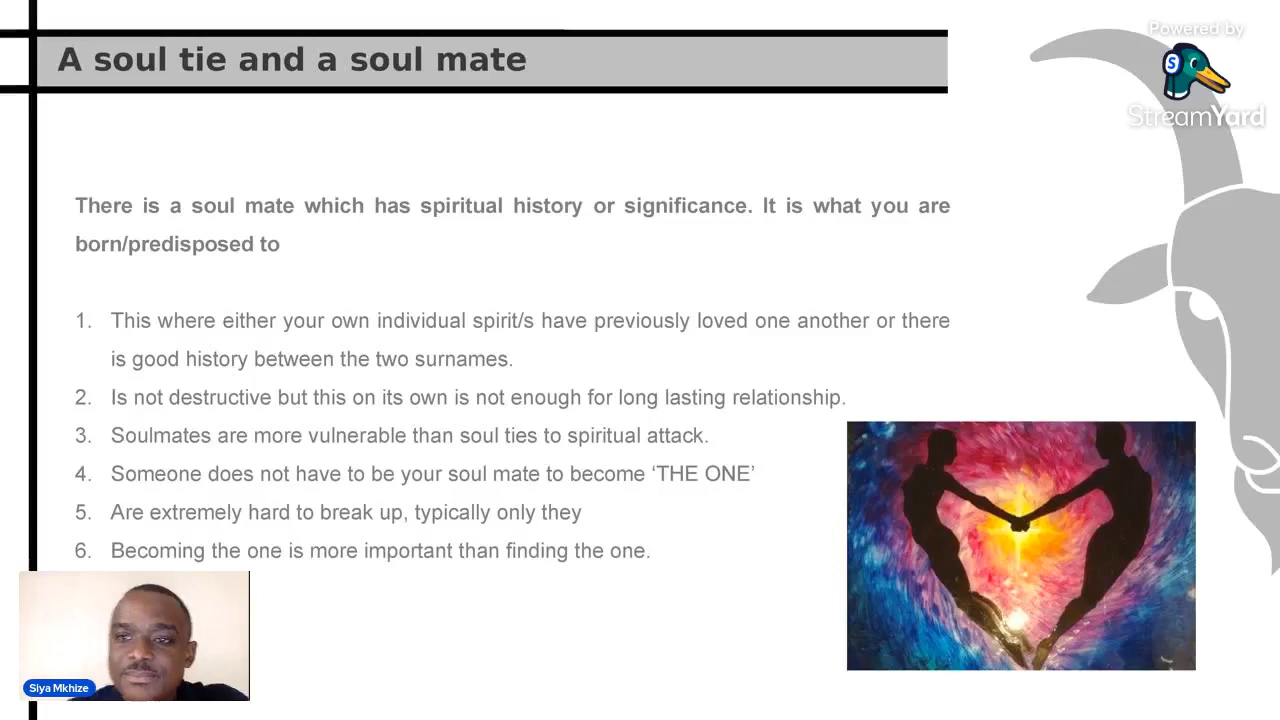 A soul tie and a soul mate
Powered by
S
StreamYard
There is a soul mate which has spiritual history or significance. It is what you are
born/predisposed to
1. This where either your own individual spirit/s have previously loved one another or there
is good history between the two surnames.
2. Is not destructive but this on its own is not enough for long lasting relationship.
3. Soulmates are more vulnerable than soul ties to spiritual attack.
4. Someone does not have to be your soul mate to become ‘THE ONE’
5. Are extremely hard to break up, typically only they
6. Becoming the one is more important than finding the one.
Siya Mkhize